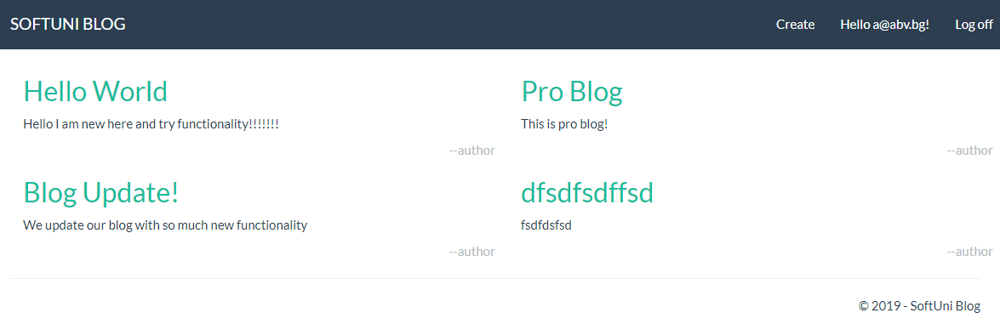 SOFTUNI BLOG
Create Hello a@abv.bg! Log off
Hello World
Hello I am new here and try functionality!!!!!!!
--author
Pro Blog
This is pro blog!
--author
Blog Update!
We update our blog with so much new functionality
--author
dfsdfsdffsd
fsdfdsfsd
--author
© 2019 - SoftUni Blog